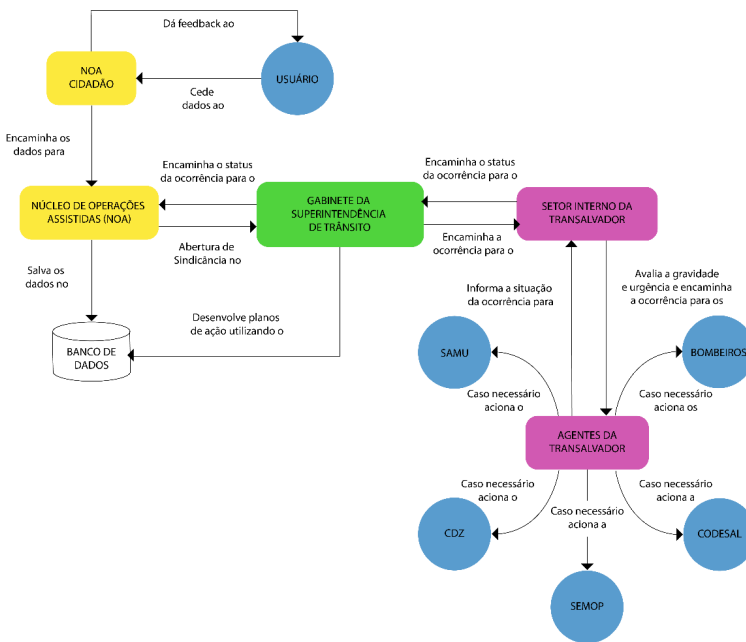 Dá feedback ao
NOA
CIDADÃO
USUÁRIO
Cede
dados ao
Encaminha os
dados para
Encaminha o status
da ocorrência para o
Encaminha o status
da ocorrência para o
NÚCLEO DE OPERAÇÕES
ASSISTIDAS (NOA)
GABINETE DA
SUPERINTENDÊNCIA
DE TRÂNSITO
SETOR INTERNO DA
TRANSALVADOR
Abertura de
Sindicância no
Encaminha a
ocorrência para o
Salva os
dados no
Informa a situação
da ocorrência para
Avalia a gravidade
e urgência e encaminha
a ocorrência para os
Desenvolve planos
de ação utilizando o
BANCO DE
DADOS
SAMU
BOMBEIROS
Caso necessário
aciona o
Caso necessário
aciona os
AGENTES DA
TRANSALVADOR
Caso necessário
aciona o
Caso necessário
aciona a
Caso necessário
aciona a
CDZ
CODESAL
SEMOP